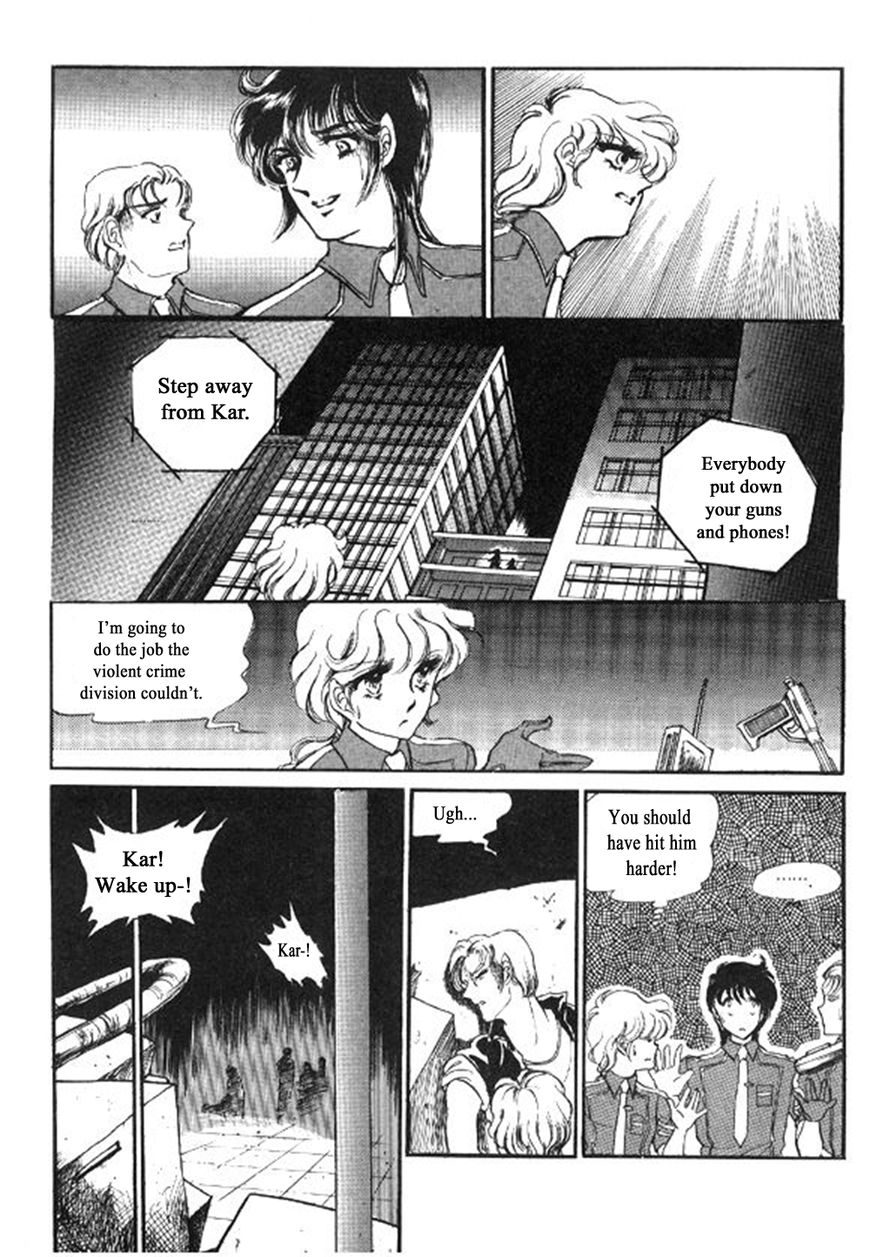 Step away
from Kar.
Everybody
put down
your guns
and phones!
I'm going to
do the job the
violent crime
division couldn't.
Kar!
Wake up-!
Kar-!
Ugh...
You should
have hit him
harder!
......